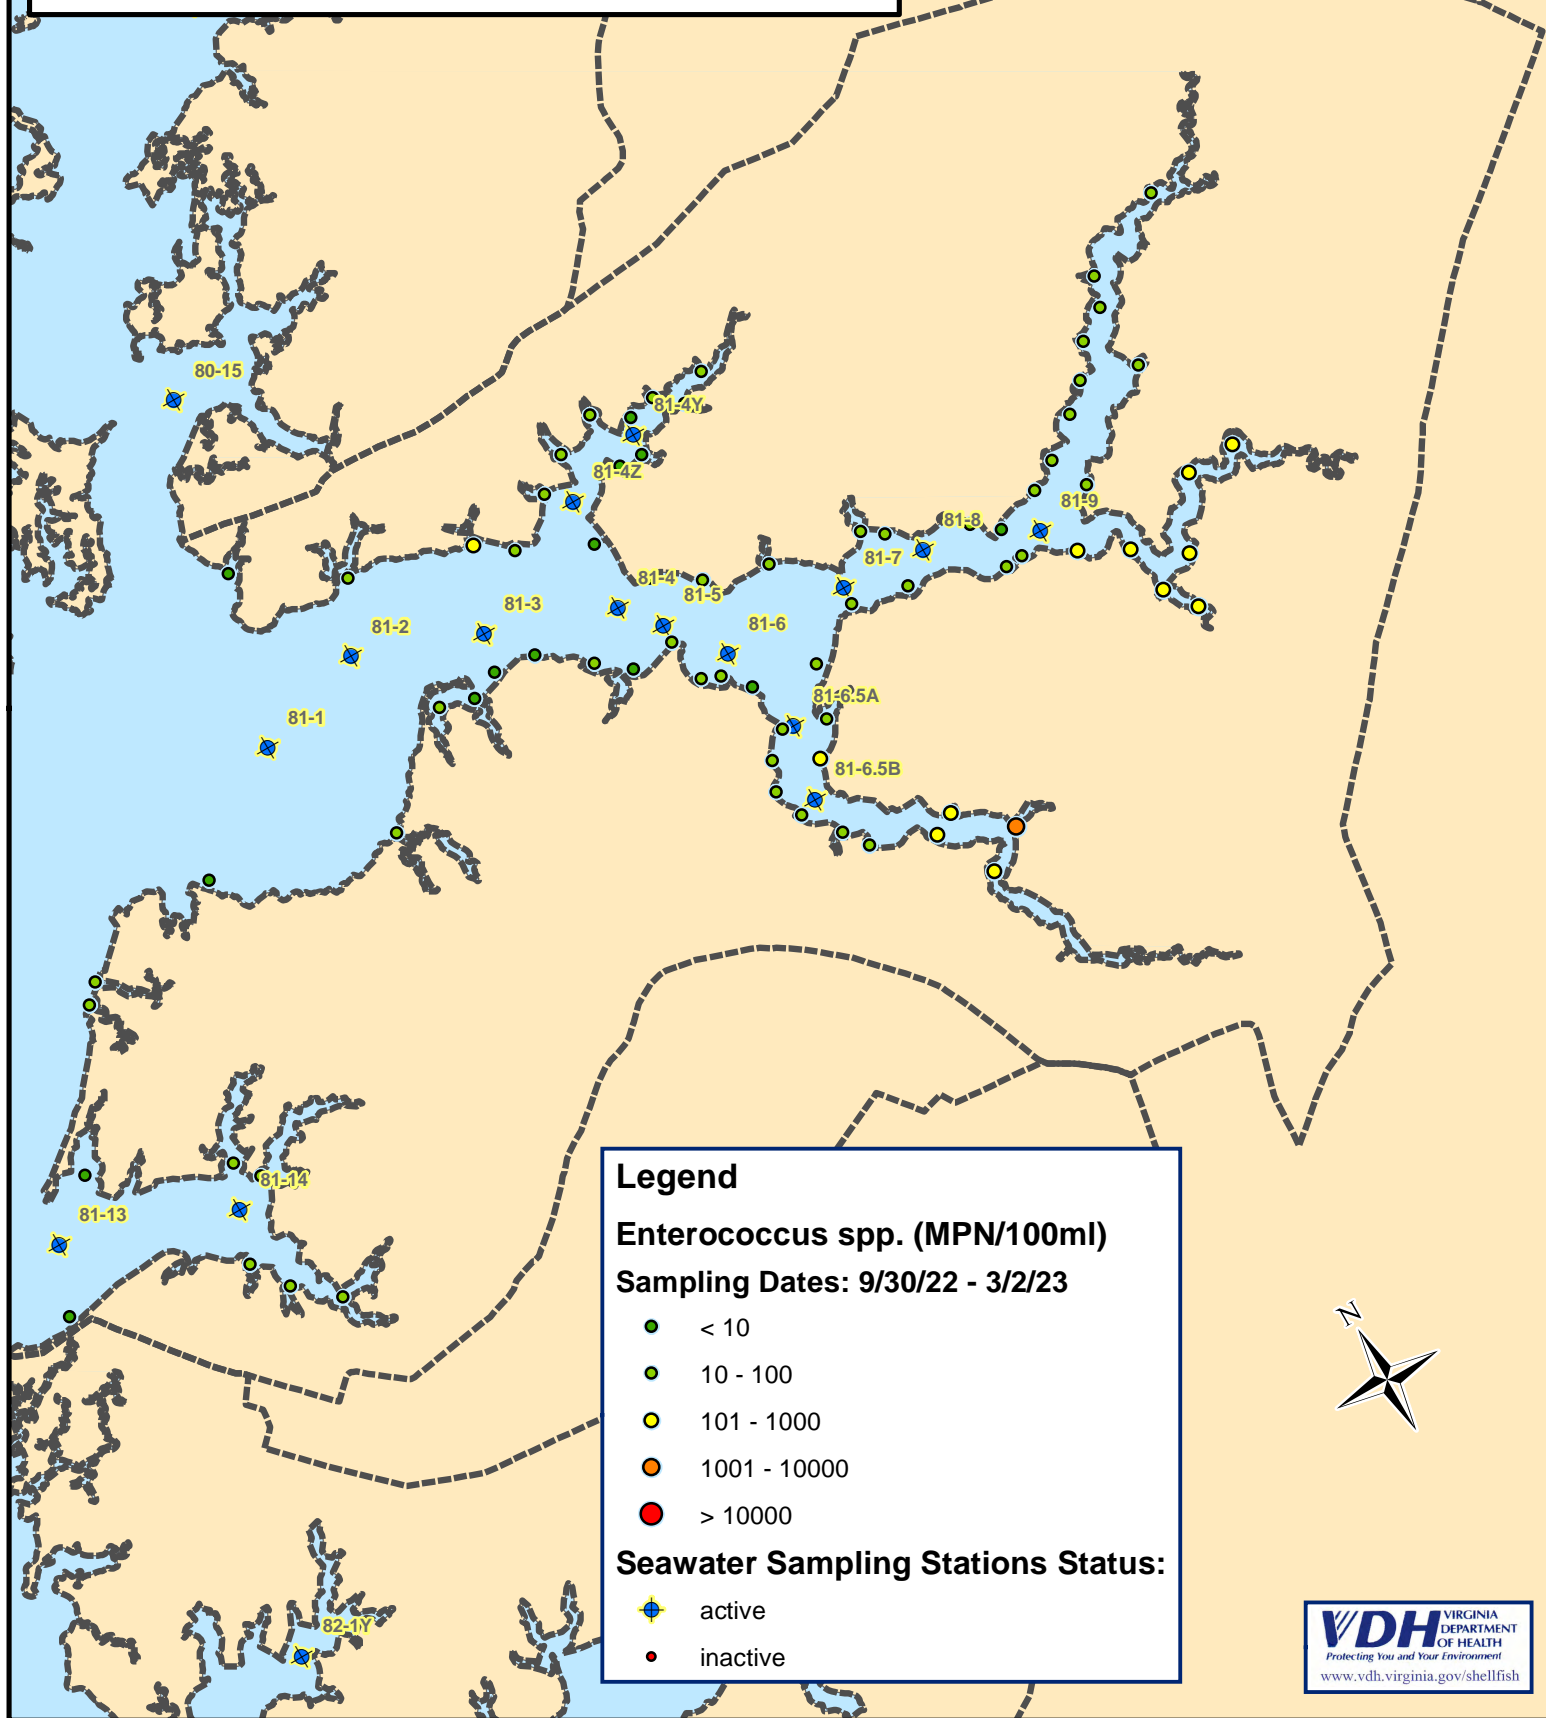 80-15
81-4Y
81-4Z
81-9
81-8
81-7
81-4
81-5
81-3
81-6
81-2
81-6.5A
81-1
81-6.5B
81-14
81-13
82-1Y
N
Legend
Enterococcus spp. (MPN/100ml)
Sampling Dates: 9/30/22 - 3/2/23
< 10
10 - 100
101 - 1000
1001 - 10000
> 10000
Seawater Sampling Stations Status:
active
inactive
VDH VIRGINIA
DEPARTMENT
OF HEALTH
Protecting You and Your Environment
www.vdh.virginia.gov/shellfish